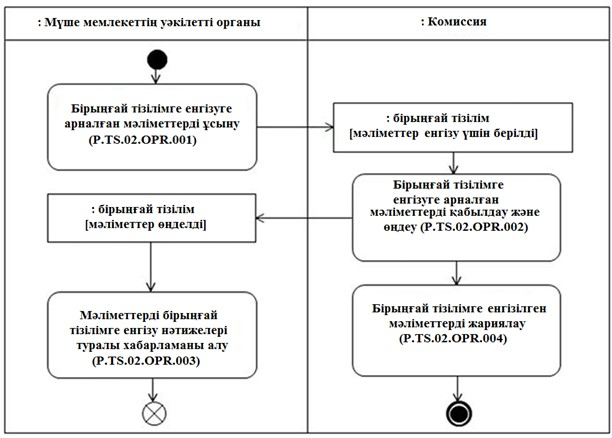 : Мүше мемлекеттің уәкілетті органы
: Комиссия
Бірыңғай тізілімге енгізуге
арналған мәліметтерді ұсыну
(P.TS.02.OPR.001)
: бірыңғай тізілім
[мәліметтер енгізу үшін берілді]
Бірыңғай тізілімге
енгізуге арналған
мәліметтерді қабылдау және
өңдеу (P.TS.02.OPR.002)
: бірыңғай тізілім
[мәліметтер өңделді]
Мәліметтерді бірыңғай
тізілімге енгізу нәтижелері
туралы хабарламаны алу
(P.TS.02.OPR.003)
Бірыңғай тізілімге енгізілген
мәліметтерді жариялау
(P.TS.02.OPR.004)